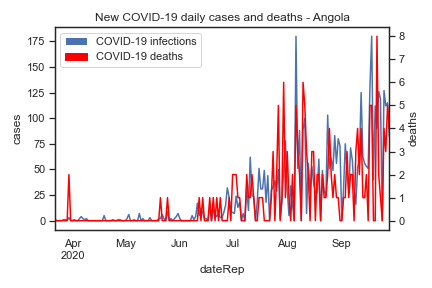 New COVID-19 daily cases and deaths - Angola
COVID-19 infections
COVID-19 deaths
175
150
125
100
75
50
25
0
cases
8
7
6
5
4
3
2
1
0
deaths
Apr May Jun Jul Aug Sep
2020
dateRep